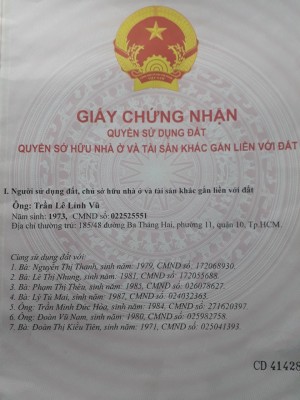 GIẤY CHỨNG NHẬN
QUYỀN SỬ DỤNG ĐẤT
QUYỀN SỞ HỮU NHÀ Ở VÀ TÀI SẢN KHÁC GẮN LIỀN VỚI ĐẤT
I. Người sử dụng đất, chủ sở hữu nhà ở và tài sản khác gắn liền với đất
Ông: Trần Lê Linh Vũ
Năm sinh: 1973, CMND số: 022525551
Địa chỉ thường trú: 185/48 đường Ba Tháng Hai, phường 11, quận 10, Tp.HCM.
Cùng sử dụng đất với:
1. Bà: Nguyễn Thị Thanh, sinh năm: 1979, CMND số: 172068930.
2. Bà: Lê Thị Nhung, sinh năm: 1981, CMND số: 172055688.
3. Bà: Phạm Thị Thêu, sinh năm: 1985, CMND số: 026078627.
4. Bà: Lý Tú Mai, sinh năm: 1987, CMND số: 024032365.
5. Ông: Trần Minh Đức Hòa, sinh năm: 1984, CMND số: 271620397.
6. Ông: Đoàn Vũ Nam, sinh năm: 1980, CMND số: 025982758.
7. Bà: Đoàn Thị Kiều Tiên, sinh năm: 1971, CMND số: 025041393.
CD 41428